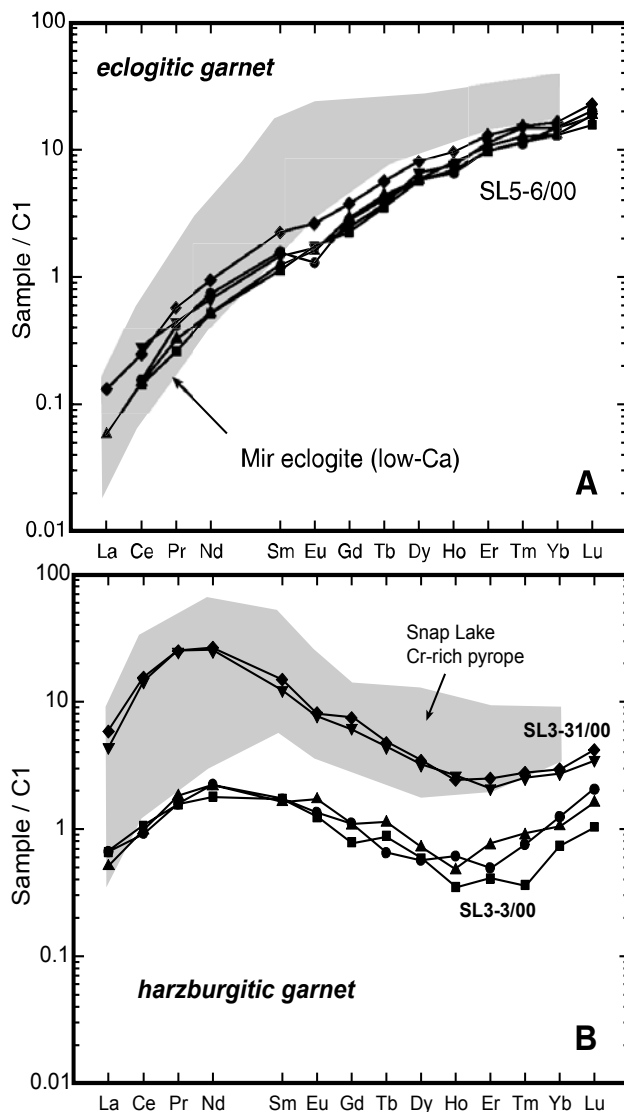 100
eclogitic garnet
10
SL5-6/00
1
Sample / C1
0.1
Mir eclogite (low-Ca)
A
0.01
La Ce Pr Nd Sm Eu Gd Tb Dy Ho Er Tm Yb Lu
100
Snap Lake
Cr-rich pyrope
10
SL3-31/00
1
Sample / C1
SL3-3/00
0.1
harzburgitic garnet
B
0.01
La Ce Pr Nd Sm Eu Gd Tb Dy Ho Er Tm Yb Lu